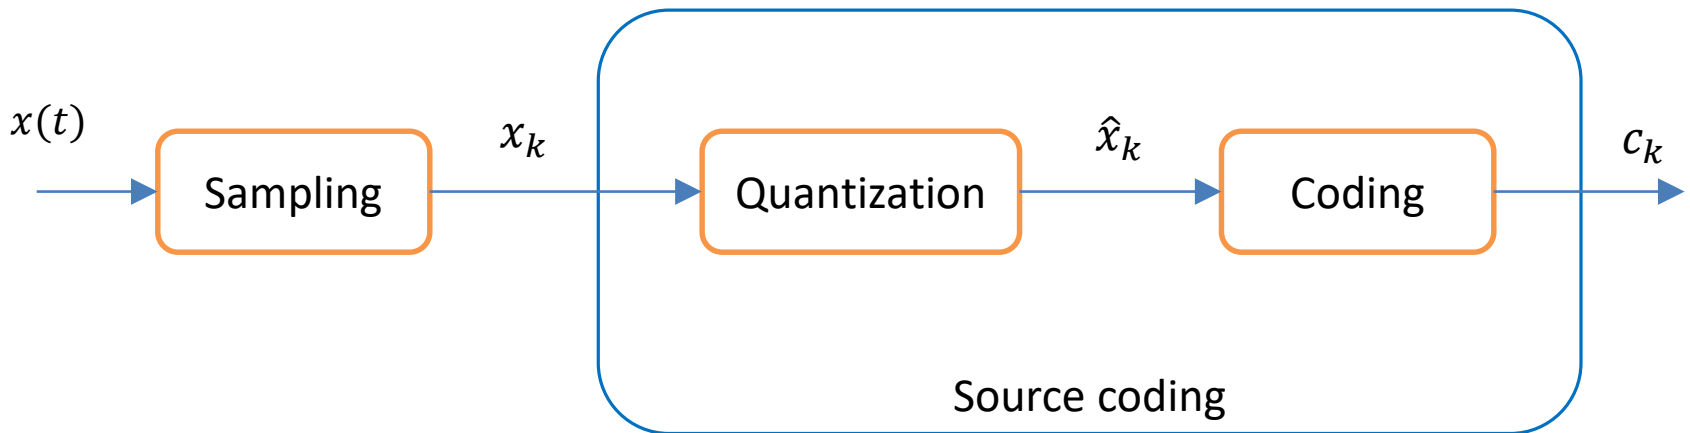 x(t)
Sampling
x_k
Quantization
x̂_k
Coding
c_k
Source coding